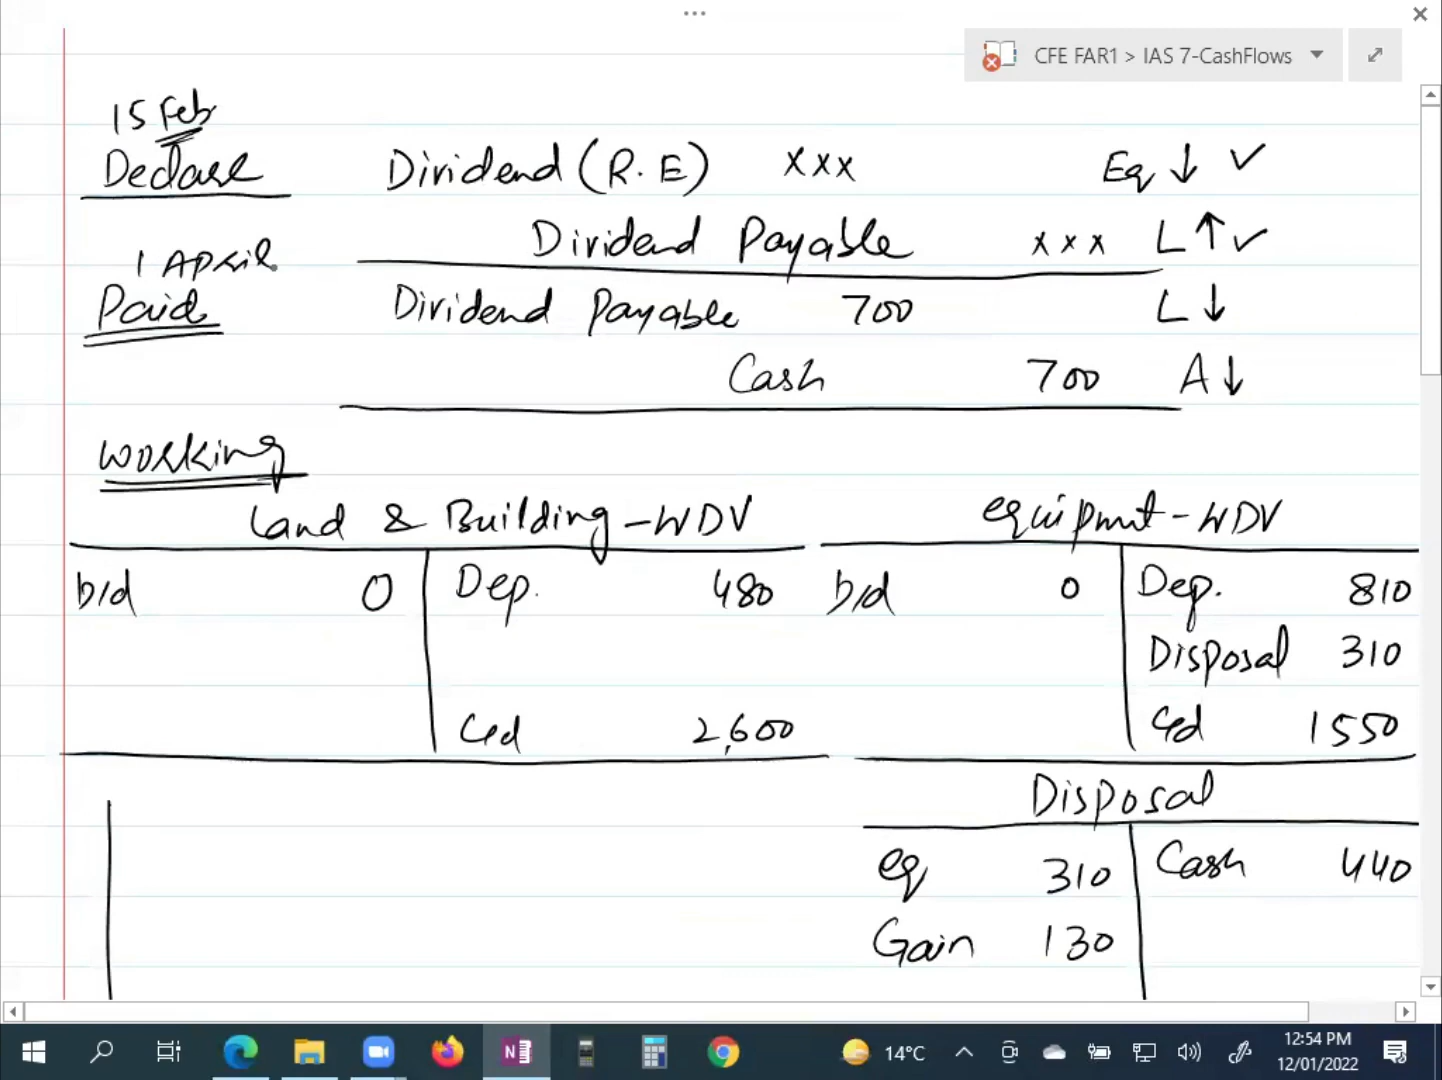 CFE FAR1 > IAS 7-CashFlows
15 Feb
Declare Dividend (R.E) xxx Eq ↓ ✓
Dividend Payable xxx L ↑ ✓
1 April
Paid Dividend Payable 700 L ↓
Cash 700 A ↓
Working
Land & Building - WDV equipmt - WDV
b/d 0 Dep. 480 b/d 0 Dep. 810
Disposal 310
c/d 2,600 c/d 1550
Disposal
eq 310 Cash 440
Gain 130
14°C
12:54 PM
12/01/2022